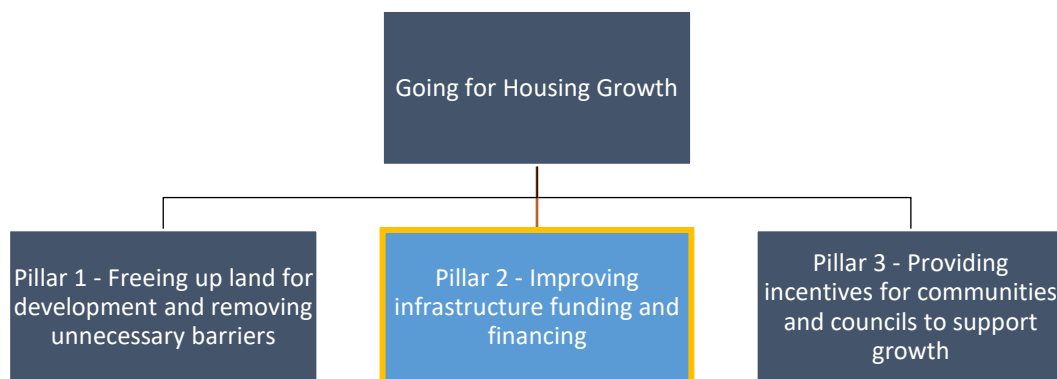 Going for Housing Growth
Pillar 1 - Freeing up land for
development and removing
unnecessary barriers
Pillar 2 - Improving
infrastructure funding and
financing
Pillar 3 - Providing
incentives for communities
and councils to support
growth